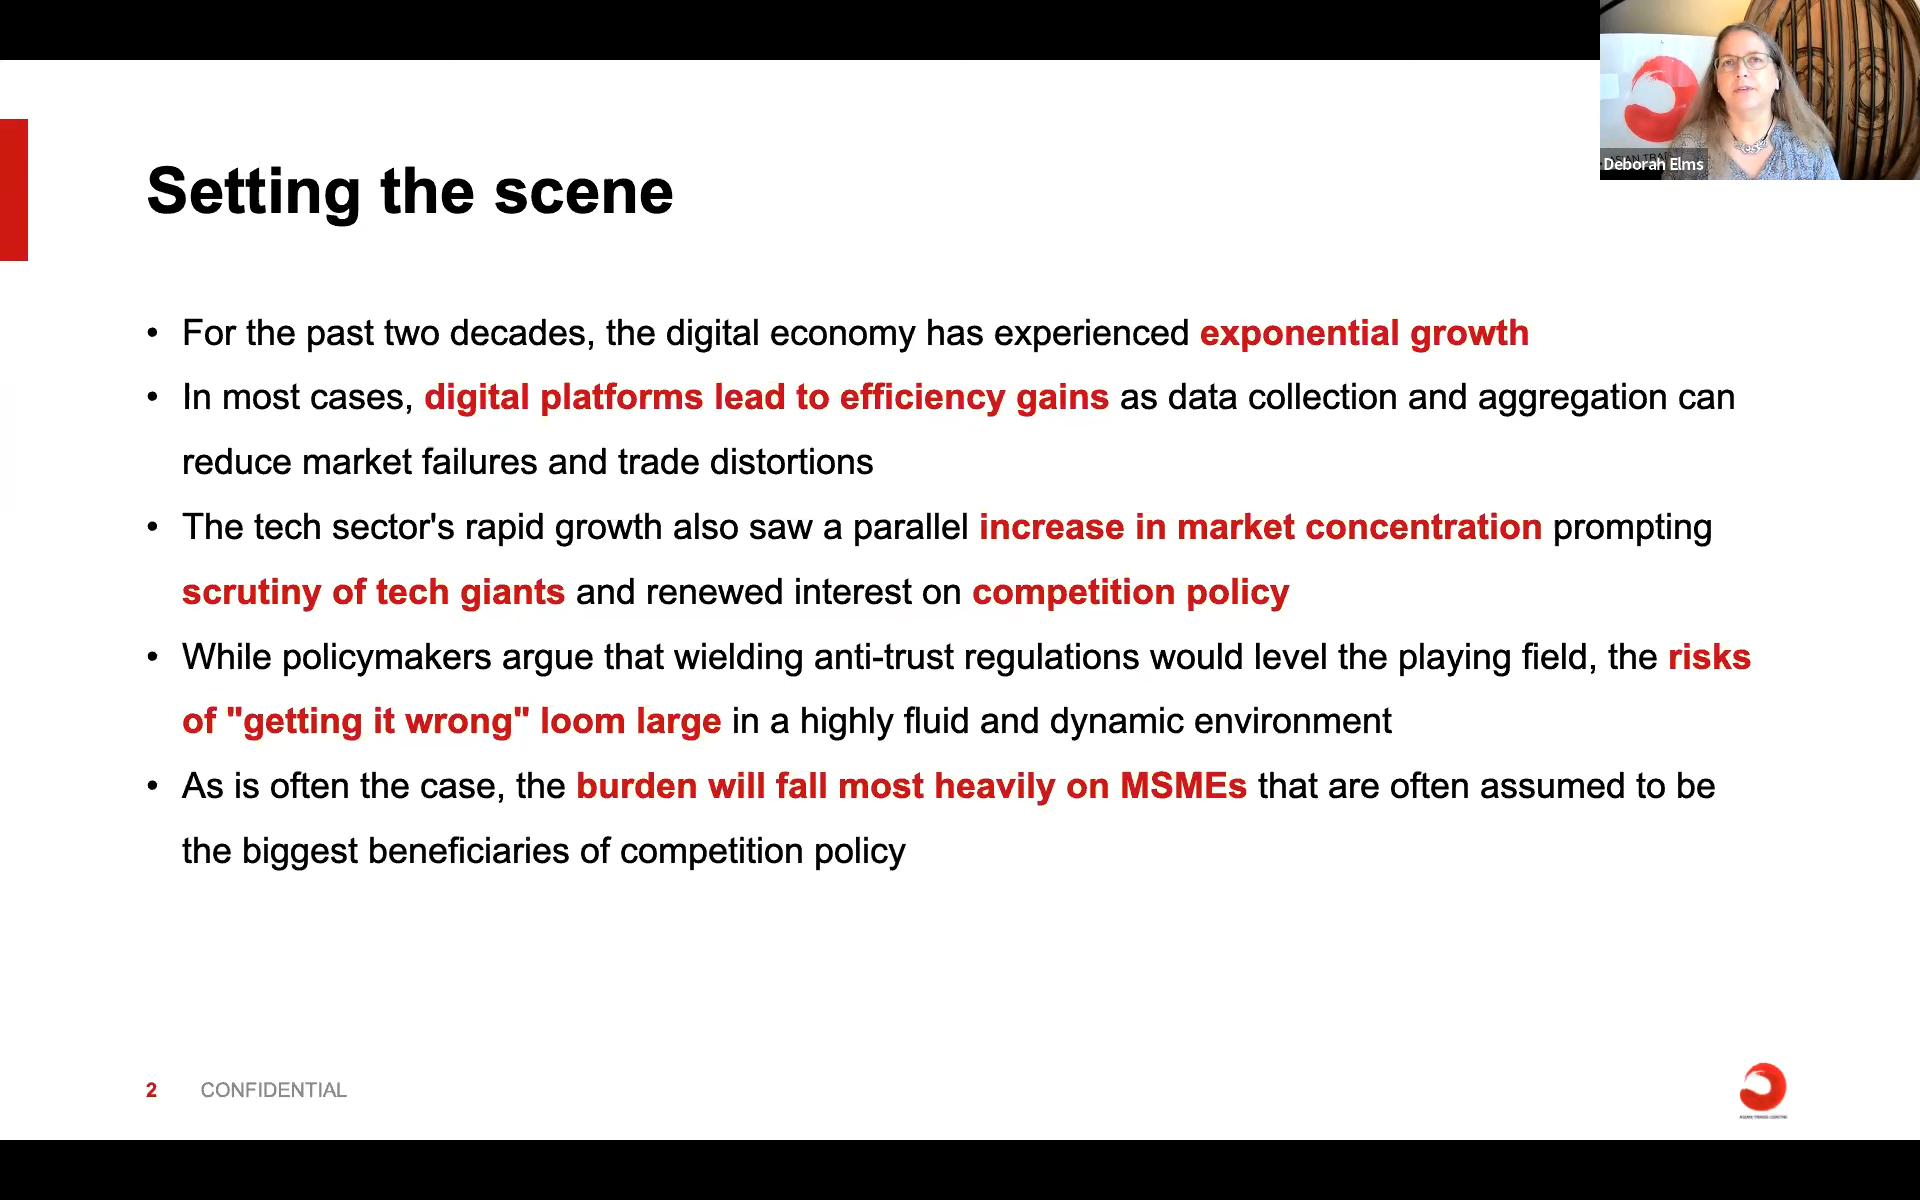 Setting the scene
• For the past two decades, the digital economy has experienced exponential growth
• In most cases, digital platforms lead to efficiency gains as data collection and aggregation can
reduce market failures and trade distortions
• The tech sector's rapid growth also saw a parallel increase in market concentration prompting
scrutiny of tech giants and renewed interest on competition policy
• While policymakers argue that wielding anti-trust regulations would level the playing field, the risks
of "getting it wrong" loom large in a highly fluid and dynamic environment
• As is often the case, the burden will fall most heavily on MSMEs that are often assumed to be
the biggest beneficiaries of competition policy
2 CONFIDENTIAL
ASIAN TRADE CENTRE
Deborah Elms